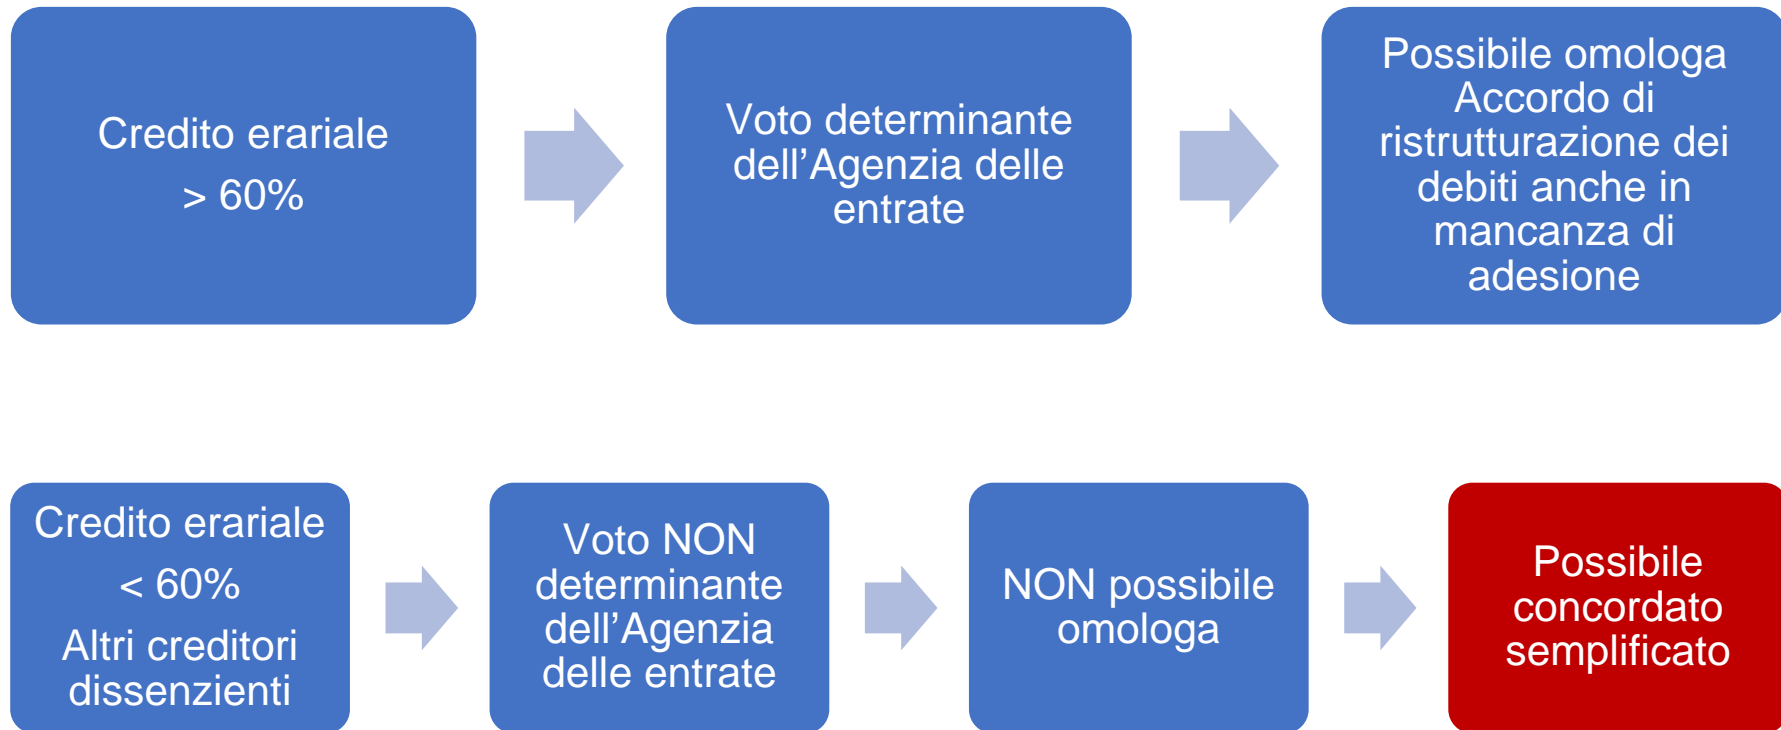 Credito erariale
> 60%
Voto determinante
dell'Agenzia delle
entrate
Possibile omologa
Accordo di
ristrutturazione dei
debiti anche in
mancanza di
adesione
Credito erariale
< 60%
Altri creditori
dissenzienti
Voto NON
determinante
dell'Agenzia
delle entrate
NON possibile
omologa
Possibile
concordato
semplificato